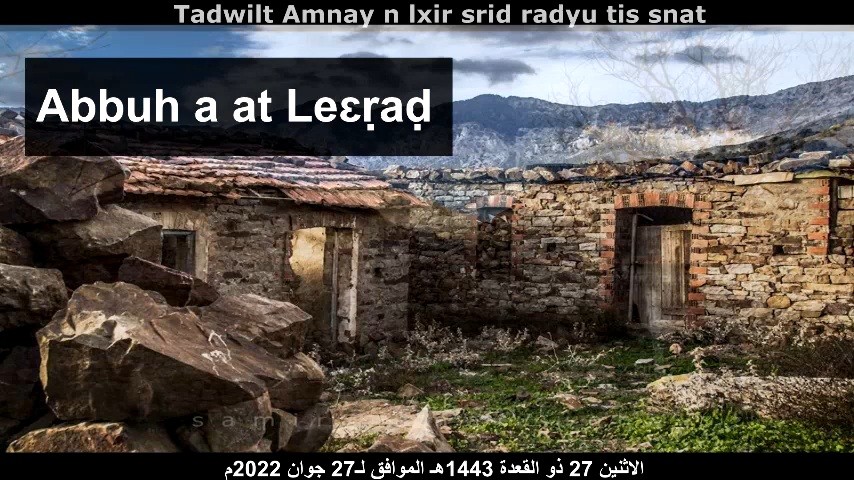 Tadwilt Amnay n lxir srid radyu tis snat
Abbuh a at Leɛṛaḍ
الاثنين 27 ذو القعدة 1443هـ الموافق لـ27 جوان 2022م